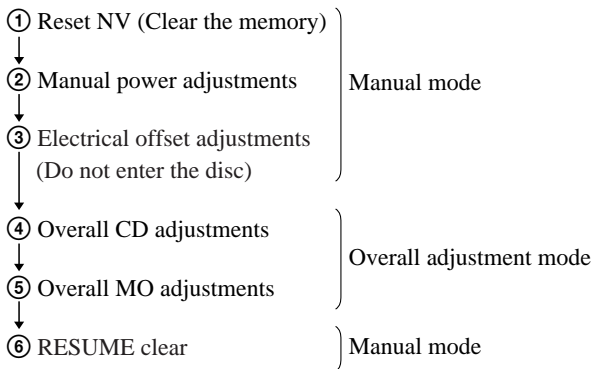 ① Reset NV (Clear the memory)
② Manual power adjustments
Manual mode
③ Electrical offset adjustments
(Do not enter the disc)
④ Overall CD adjustments
Overall adjustment mode
⑤ Overall MO adjustments
⑥ RESUME clear
Manual mode